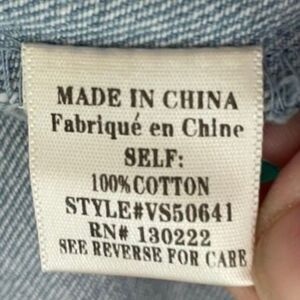 MADE IN CHINA
Fabriqué en Chine
SELF:
100%COTTON
STYLE#VS50641
RN# 130222
SEE REVERSE FOR CARE